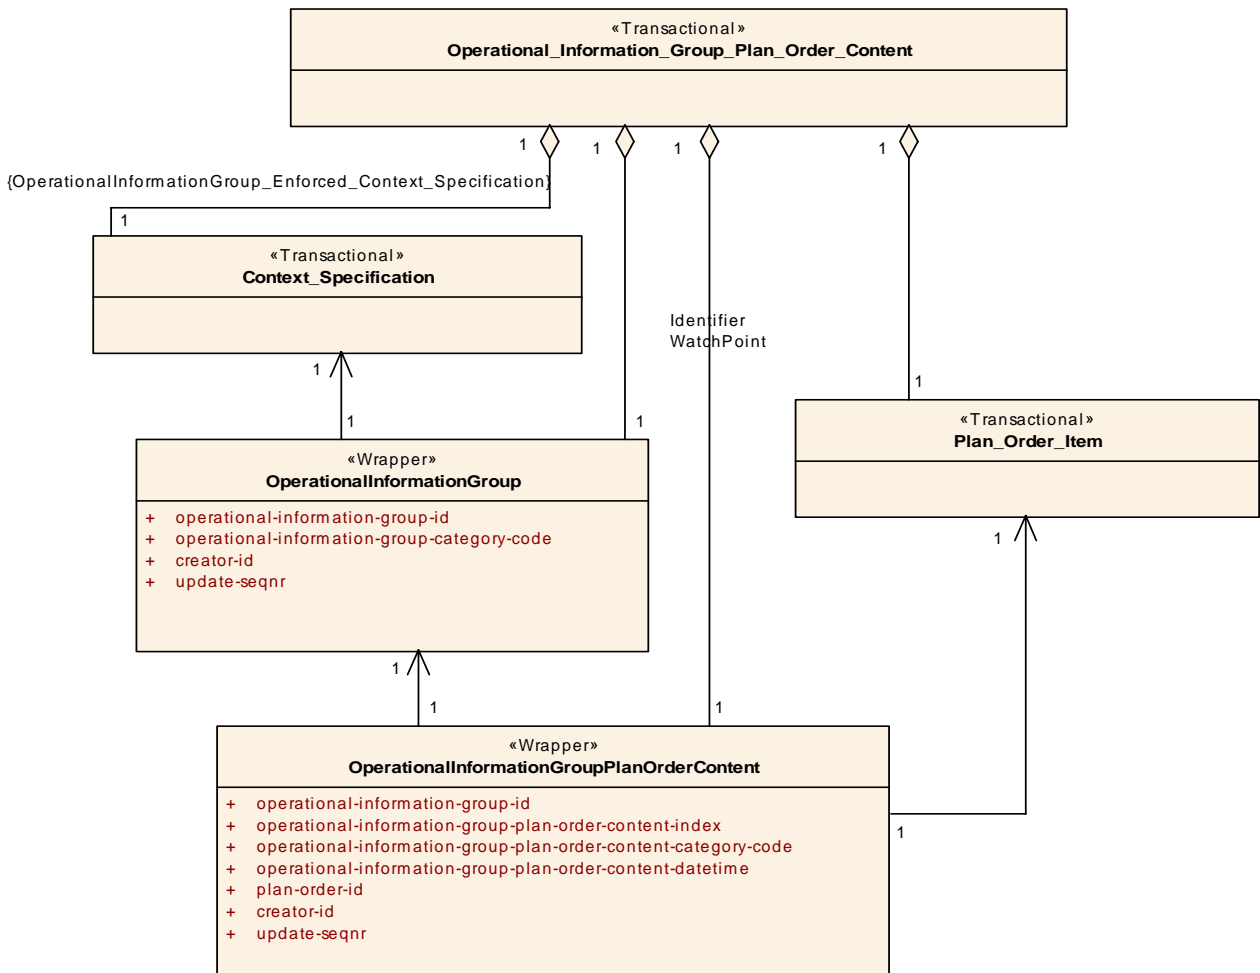 «Transactional»
Operational_Information_Group_Plan_Order_Content
1
1
1
1
{OperationalInformationGroup_Enforced_Context_Specification}
1
«Transactional»
Context_Specification
Identifier
WatchPoint
1
1
1
1
«Transactional»
Plan_Order_Item
«Wrapper»
OperationalInformationGroup
+ operational-information-group-id
+ operational-information-group-category-code
+ creator-id
+ update-seqnr
1
1
1
1
«Wrapper»
OperationalInformationGroupPlanOrderContent
+ operational-information-group-id
+ operational-information-group-plan-order-content-index
+ operational-information-group-plan-order-content-category-code
+ operational-information-group-plan-order-content-datetime
+ plan-order-id
+ creator-id
+ update-seqnr
1